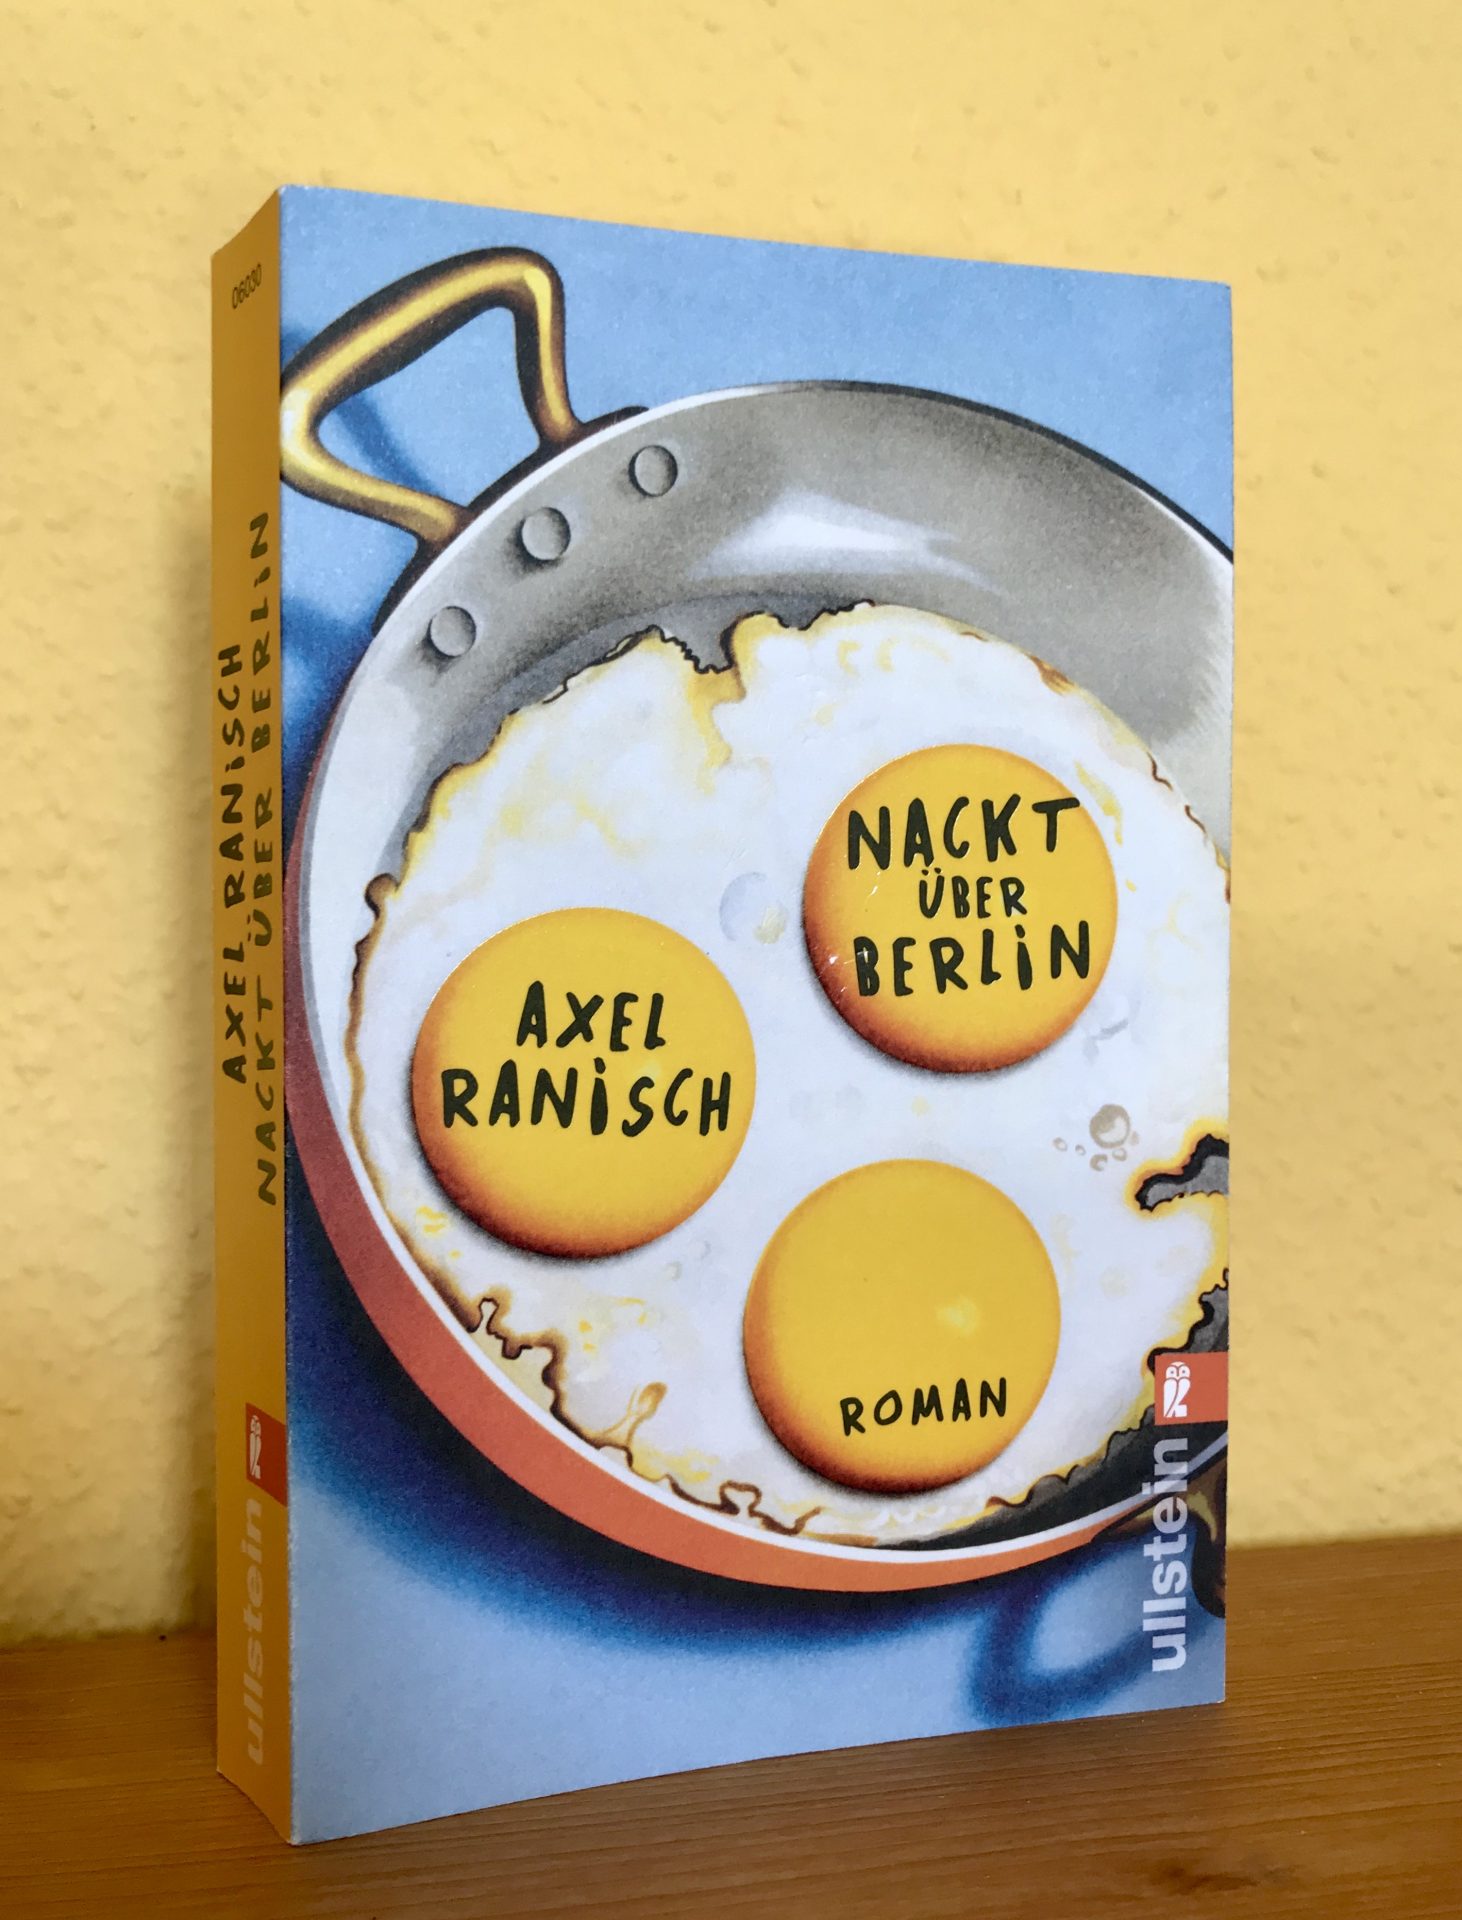 06030
AXEL RANiSCH
NACKT ÜBER BERLiN
ullstein
NACKT
ÜBER
BERLiN
AXEL
RANiSCH
ROMAN
ullstein